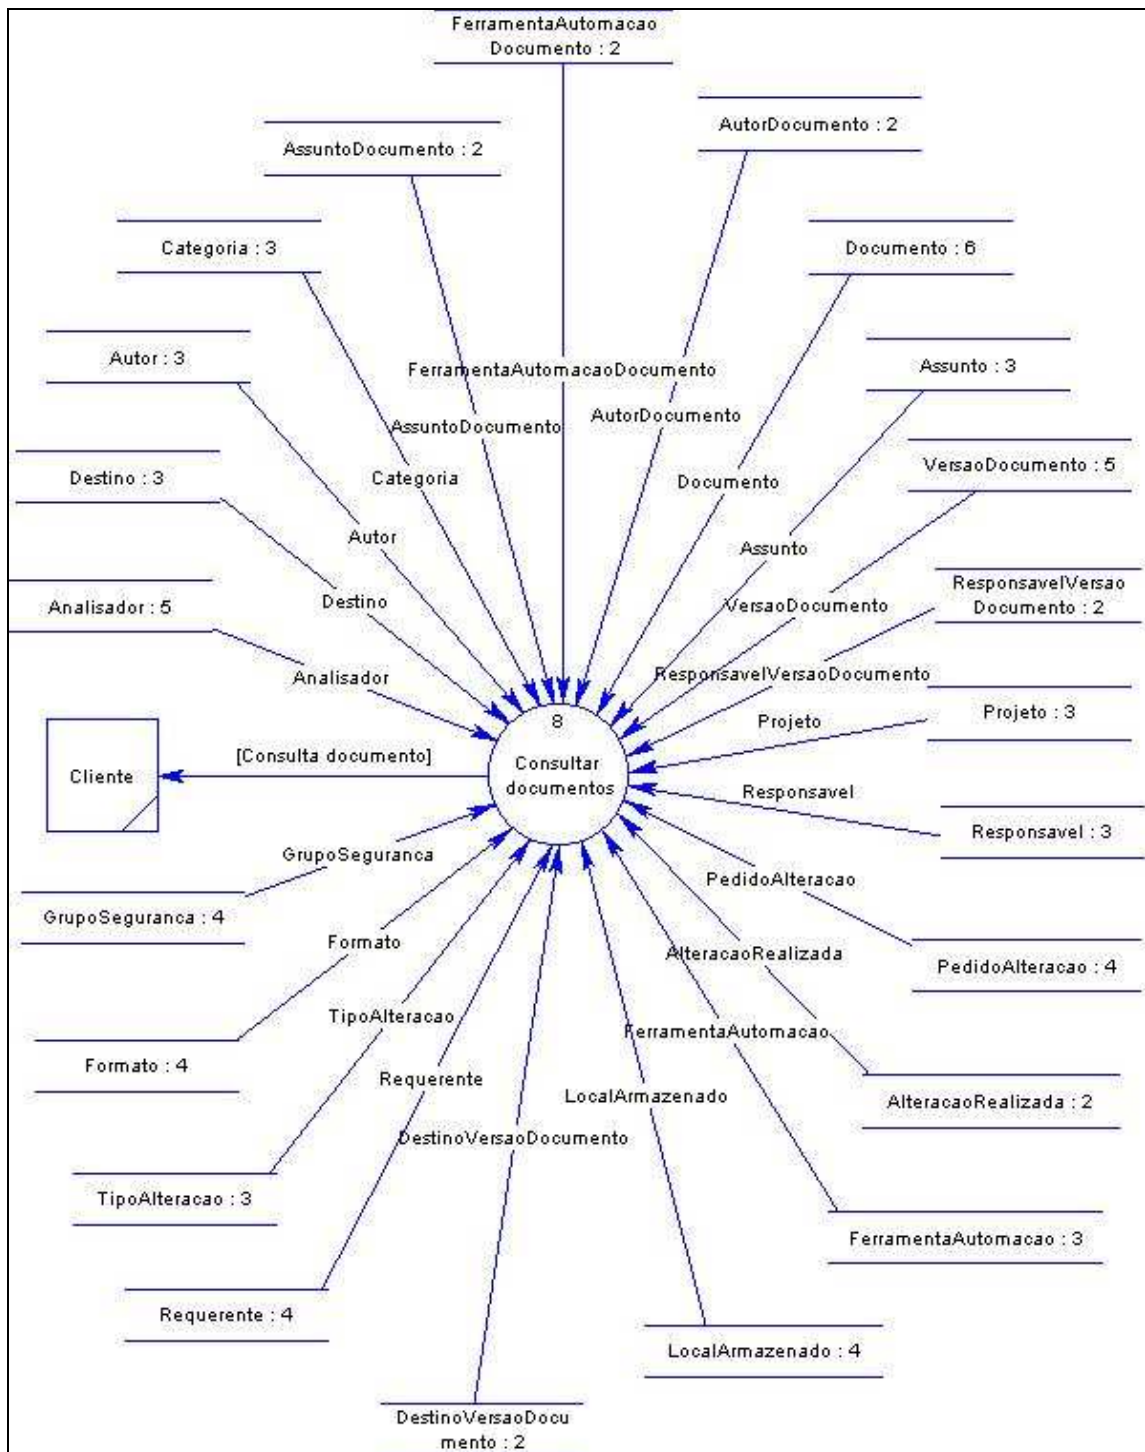 FerramentaAutomacao
Documento : 2
AutorDocumento : 2
AssuntoDocumento : 2
Categoria : 3
Documento : 6
Autor : 3
Assunto : 3
FerramentaAutomacaoDocumento
AutorDocumento
AssuntoDocumento
VersaoDocumento : 5
Destino : 3
Categoria
Documento
Autor
Assunto
ResponsavelVersao
Documento : 2
Analisador : 5
Destino
VersaoDocumento
Analisador
ResponsavelVersaoDocumento
Projeto : 3
Projeto
8
Consultar
documentos
[Consulta documento]
Cliente
Responsavel
Responsavel : 3
GrupoSeguranca
PedidoAlteracao
GrupoSeguranca : 4
Formato
AlteracaoRealizada
PedidoAlteracao : 4
TipoAlteracao
FerramentaAutomacao
Formato : 4
Requerente
LocalArmazenado
AlteracaoRealizada : 2
DestinoVersaoDocumento
TipoAlteracao : 3
FerramentaAutomacao : 3
Requerente : 4
LocalArmazenado : 4
DestinoVersaoDocu
mento : 2